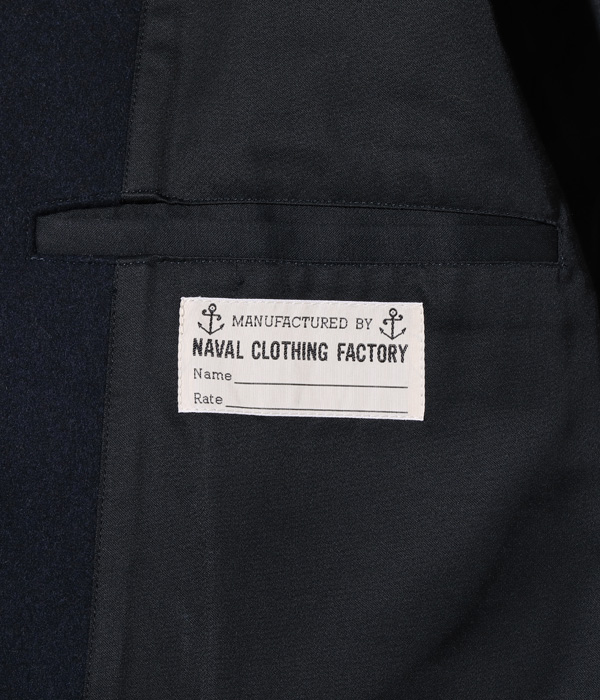 MANUFACTURED BY
NAVAL CLOTHING FACTORY
Name
Rate